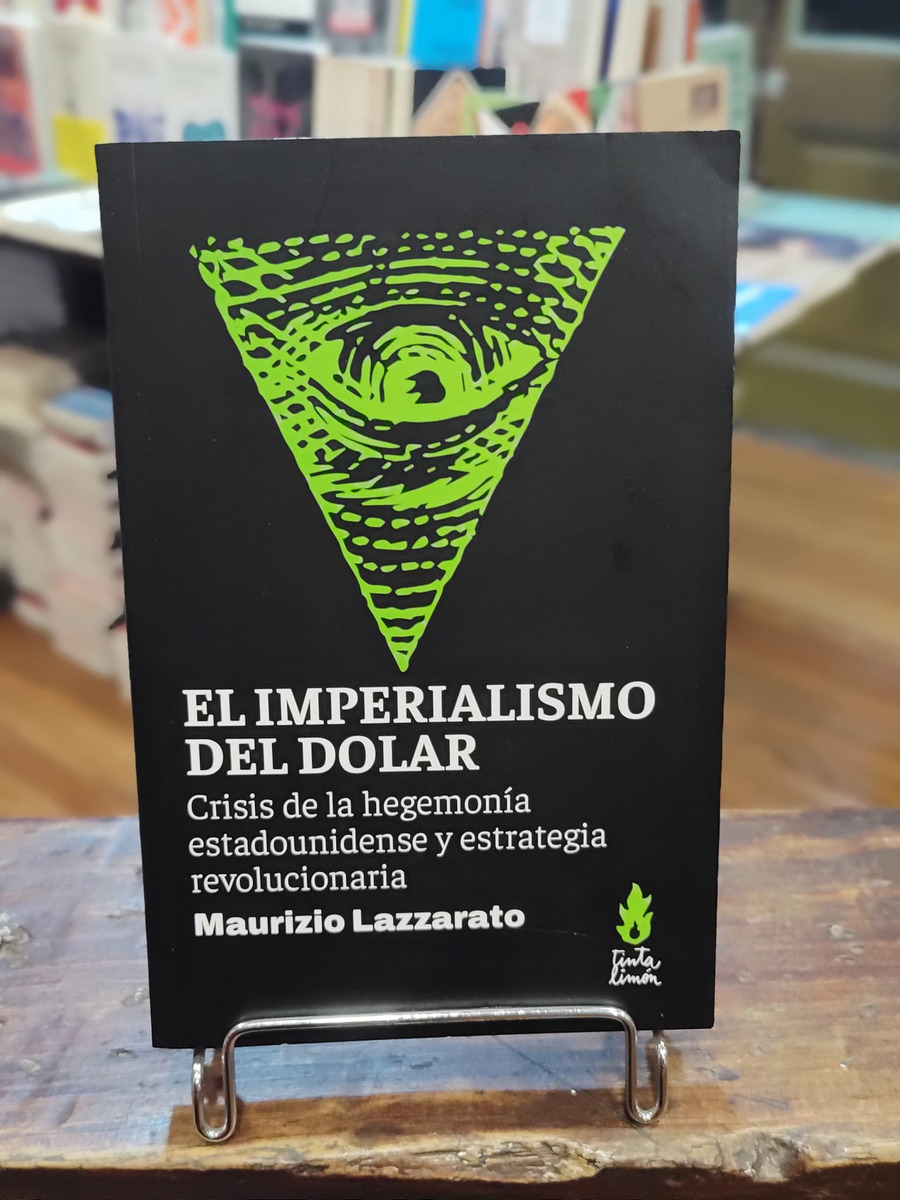 EL IMPERIALISMO
DEL DOLAR
Crisis de la hegemonía
estadounidense y estrategia
revolucionaria
Maurizio Lazzarato
tinta
limón